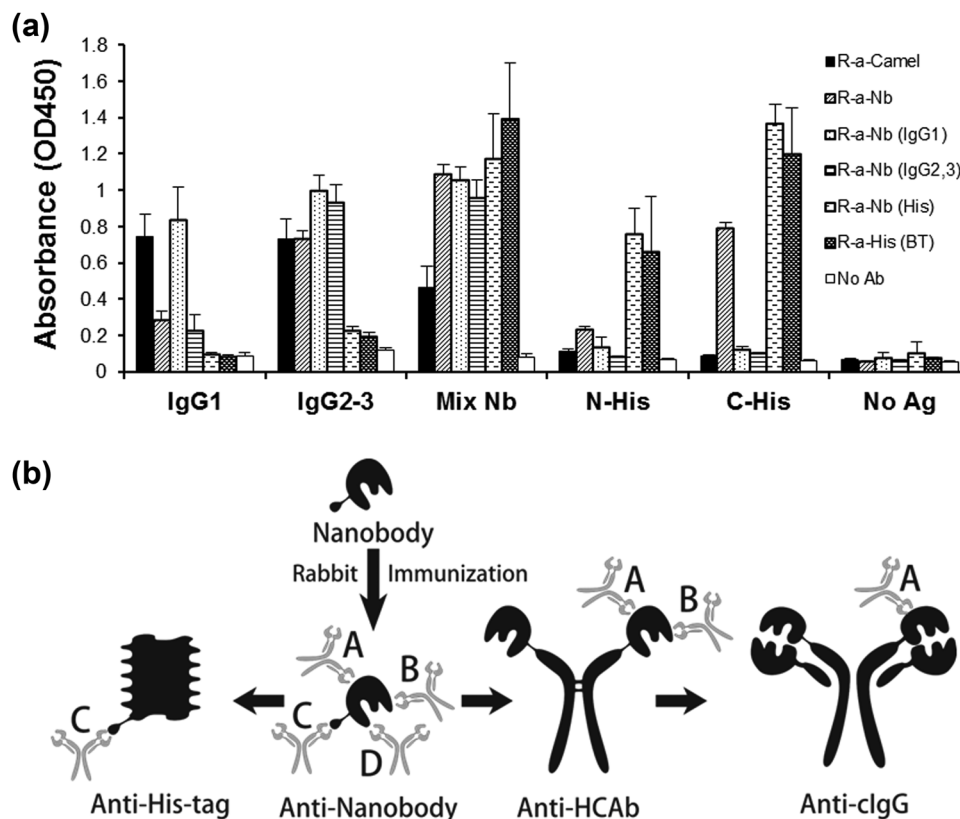 (a)
Absorbance (OD450)
1.8
1.6
1.4
1.2
1
0.8
0.6
0.4
0.2
0
IgG1
IgG2-3
Mix Nb
N-His
C-His
No Ag
R-a-Camel
R-a-Nb
R-a-Nb (IgG1)
R-a-Nb (IgG2,3)
R-a-Nb (His)
R-a-His (BT)
No Ab
(b)
Nanobody
Rabbit Immunization
A
B
C
D
C
A
B
A
Anti-His-tag
Anti-Nanobody
Anti-HCAb
Anti-cIgG